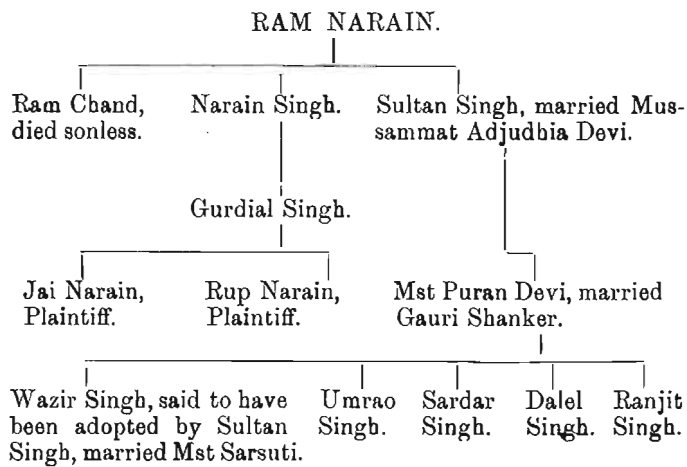 RAM NARAIN.
Ram Chand, died sonless.
Narain Singh.
Sultan Singh, married Mus-
sammat Adjudhia Devi.
Gurdial Singh.
Jai Narain,
Plaintiff.
Rup Narain,
Plaintiff.
Mst Puran Devi, married
Gauri Shanker.
Wazir Singh, said to have
been adopted by Sultan
Singh, married Mst Sarsuti.
Umrao
Singh.
Sardar
Singh.
Dalel
Singh.
Ranjit
Singh.